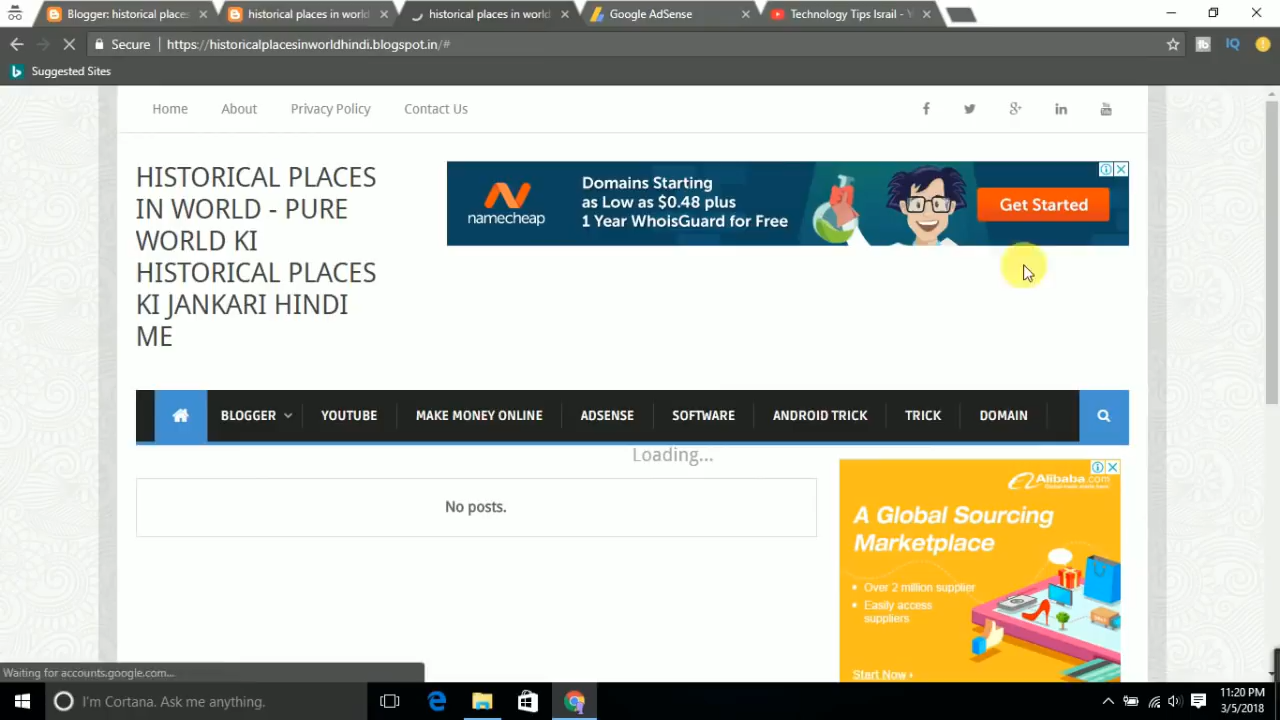 Blogger: historical places
historical places in world
historical places in world
Google AdSense
Technology Tips Israil - Y
Secure
https://historicalplacesinworldhindi.blogspot.in/#
IQ
Suggested Sites
Home
About
Privacy Policy
Contact Us
HISTORICAL PLACES
IN WORLD - PURE
WORLD KI
HISTORICAL PLACES
KI JANKARI HINDI
ME
namecheap
Domains Starting
as Low as $0.48 plus
1 Year WhoisGuard for Free
Get Started
BLOGGER
YOUTUBE
MAKE MONEY ONLINE
ADSENSE
SOFTWARE
ANDROID TRICK
TRICK
DOMAIN
Loading...
No posts.
Alibaba.com
A Global Sourcing
Marketplace
• Over 2 million supplier
• Easily access
suppliers
Start Now ›
Waiting for accounts.google.com...
I'm Cortana. Ask me anything.
11:20 PM
3/5/2018